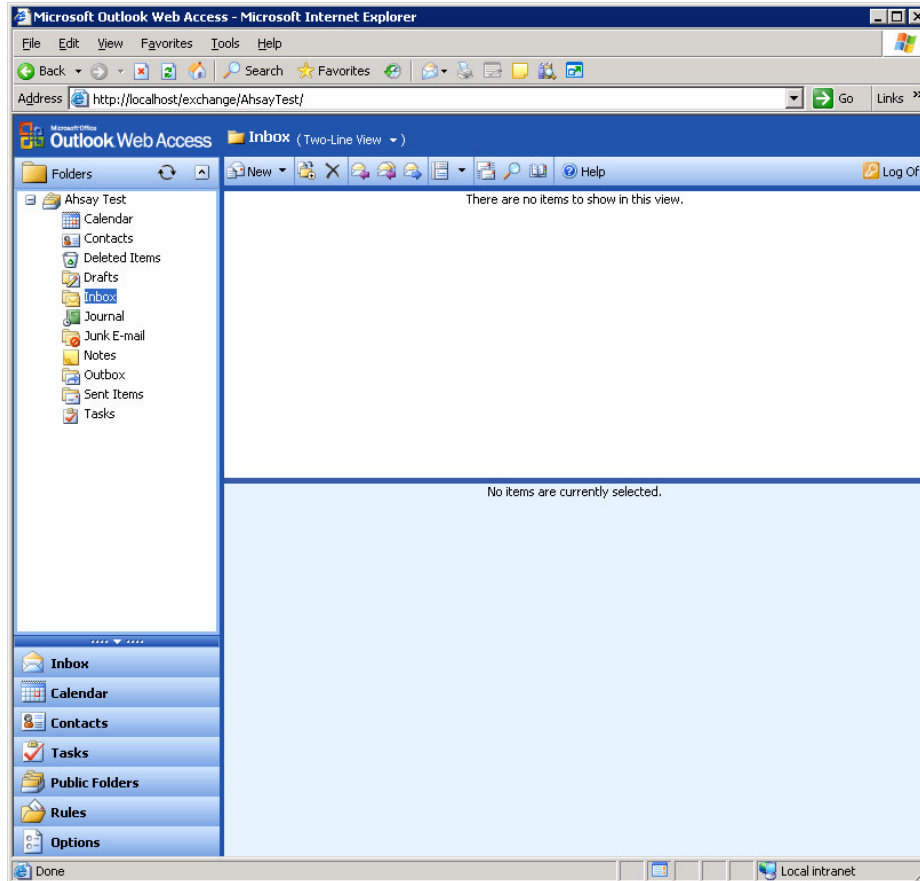 Microsoft Outlook Web Access - Microsoft Internet Explorer
File Edit View Favorites Tools Help
Back Search Favorites
Address http://localhost/exchange/AhsayTest/ Go Links »
Microsoft Office
Outlook Web Access Inbox (Two-Line View )
Folders New Help Log Of
Ahsay Test
There are no items to show in this view.
Calendar
Contacts
Deleted Items
Drafts
Inbox
Journal
Junk E-mail
Notes
Outbox
Sent Items
Tasks
No items are currently selected.
Inbox
Calendar
Contacts
Tasks
Public Folders
Rules
Options
Done Local intranet